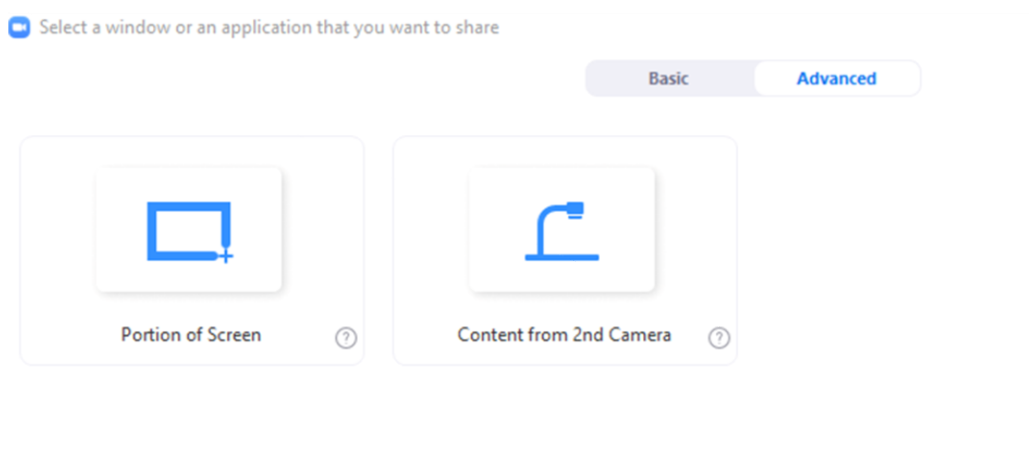 Select a window or an application that you want to share
Basic
Advanced
Portion of Screen
?
Content from 2nd Camera
?